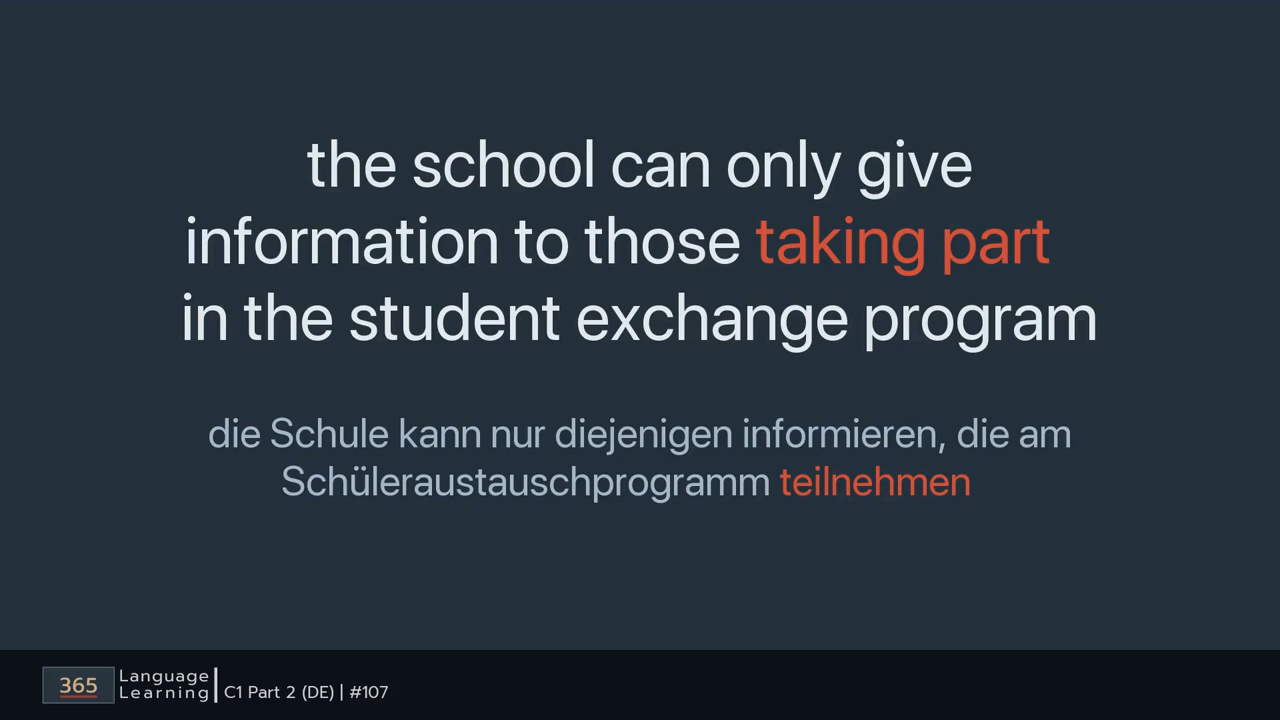 the school can only give
information to those taking part
in the student exchange program
die Schule kann nur diejenigen informieren, die am
Schüleraustauschprogramm teilnehmen
365
Language
Learning
C1 Part 2 (DE) | #107